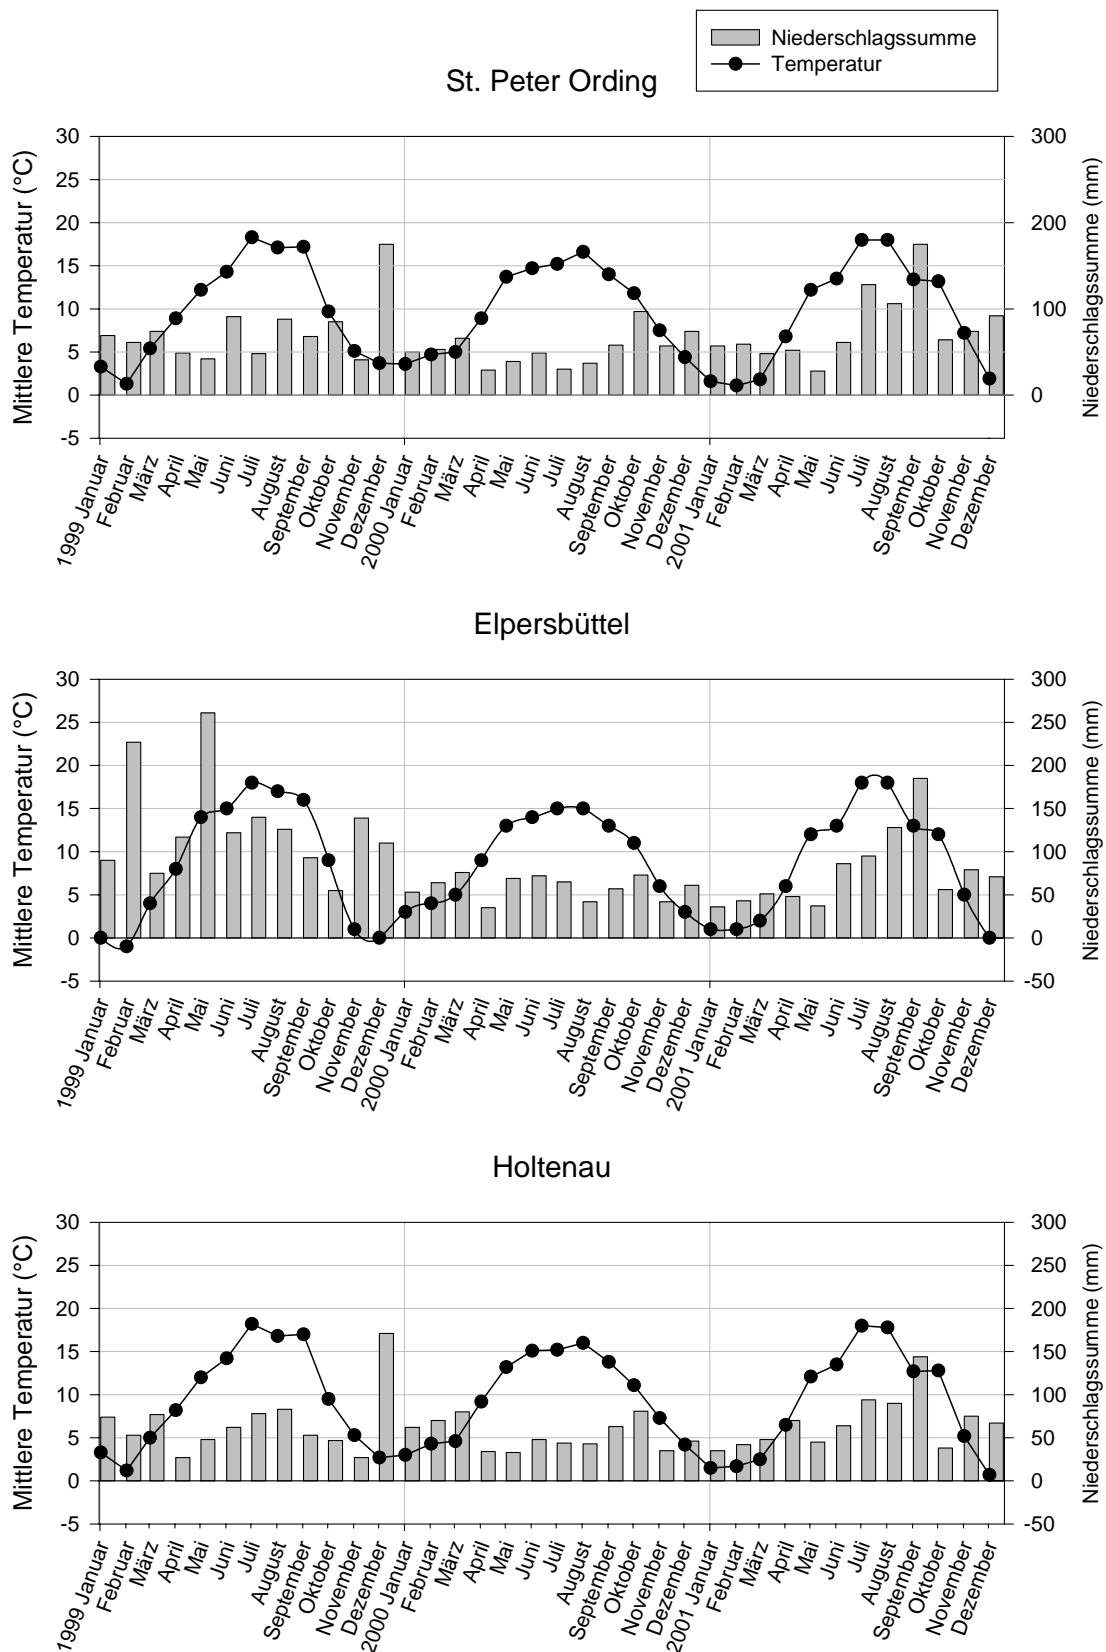 Niederschlagssumme
Temperatur
St. Peter Ording
Mittlere Temperatur (°C)
30
25
20
15
10
5
0
-5
300
200
100
0
Niederschlagssumme (mm)
1999 Januar
Februar
März
April
Mai
Juni
Juli
August
September
Oktober
November
Dezember
2000 Januar
Februar
März
April
Mai
Juni
Juli
August
September
Oktober
November
Dezember
2001 Januar
Februar
März
April
Mai
Juni
Juli
August
September
Oktober
November
Dezember
Elpersbüttel
Mittlere Temperatur (°C)
30
25
20
15
10
5
0
-5
300
250
200
150
100
50
0
-50
Niederschlagssumme (mm)
1999 Januar
Februar
März
April
Mai
Juni
Juli
August
September
Oktober
November
Dezember
2000 Januar
Februar
März
April
Mai
Juni
Juli
August
September
Oktober
November
Dezember
2001 Januar
Februar
März
April
Mai
Juni
Juli
August
September
Oktober
November
Dezember
Holtenau
Mittlere Temperatur (°C)
30
25
20
15
10
5
0
-5
300
250
200
150
100
50
0
50
Niederschlagssumme (mm)
1999 Januar
Februar
März
April
Mai
Juni
Juli
August
September
Oktober
November
Dezember
2000 Januar
Februar
März
April
Mai
Juni
Juli
August
September
Oktober
November
Dezember
2001 Januar
Februar
März
April
Mai
Juni
Juli
August
September
Oktober
November
Dezember